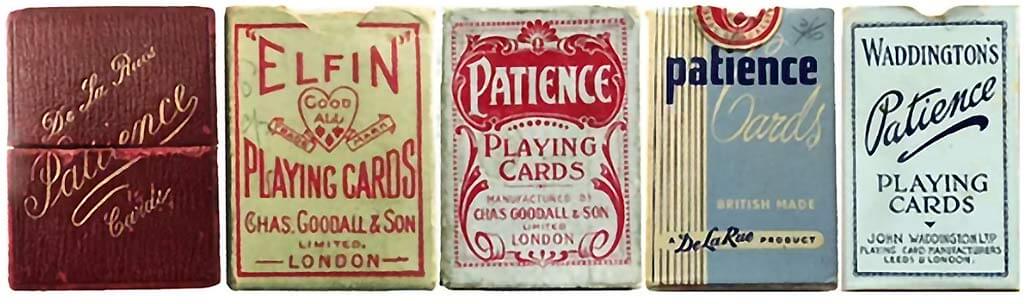 De La Rue's
Patience
Cards
"ELFIN"
GOOD
ALL
TRADE MARK
PLAYING CARDS
CHAS. GOODALL & SON
LIMITED.
LONDON
PATIENCE
PLAYING
CARDS
MANUFACTURED BY
CHAS GOODALL & SON
LIMITED
LONDON
patience
Cards
BRITISH MADE
A De La Rue PRODUCT
WADDINGTON'S
Patience
PLAYING
CARDS
JOHN WADDINGTON LTD
PLAYING CARD MANUFACTURERS
LEEDS & LONDON.